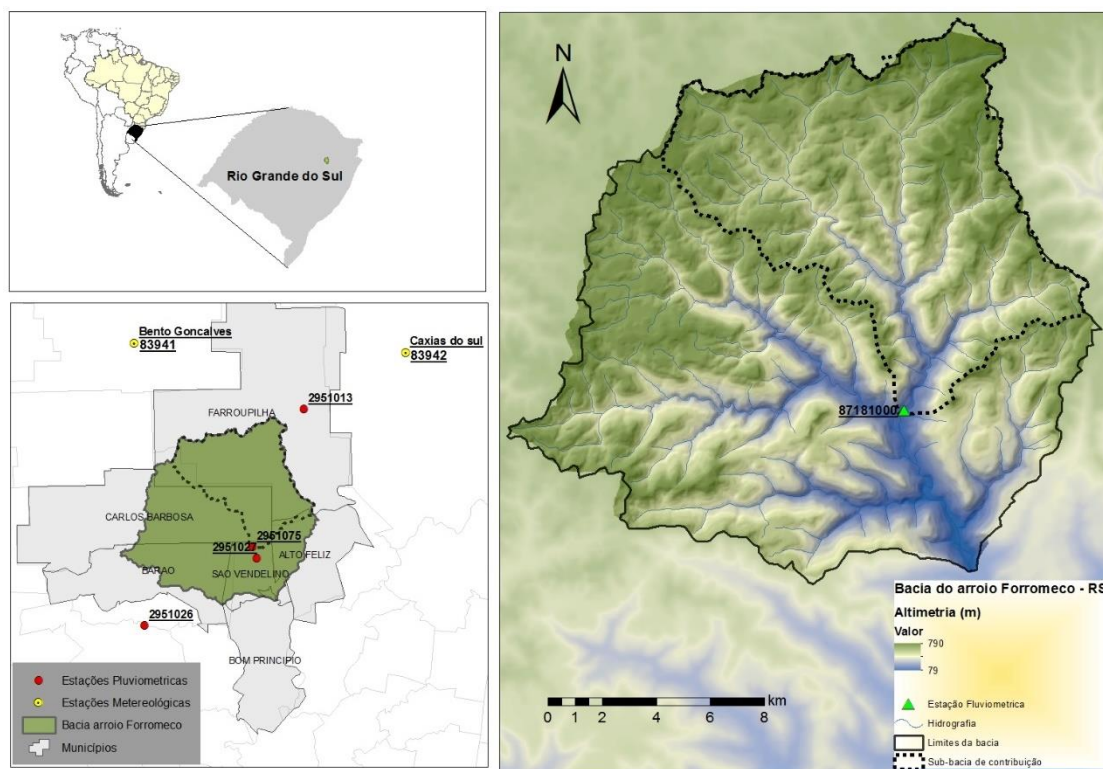 Rio Grande do Sul
Bento Goncalves
83941
Caxias do sul
83942
2951013
FARROUPILHA
CARLOS BARBOSA
2951075
2951027
ALTO FELIZ
BARAO
SAO VENDELINO
2951026
BOM PRINCIPIO
Estações Pluviometricas
Estações Metereológicas
Bacia arroio Forromeco
Municípios
N
87181000
km
0 1 2 4 6 8
Bacia do arroio Forromeco - RS
Altimetria (m)
Valor
790
79
Estação Fluviometrica
Hidrografia
Limites da bacia
Sub-bacia de contribuição